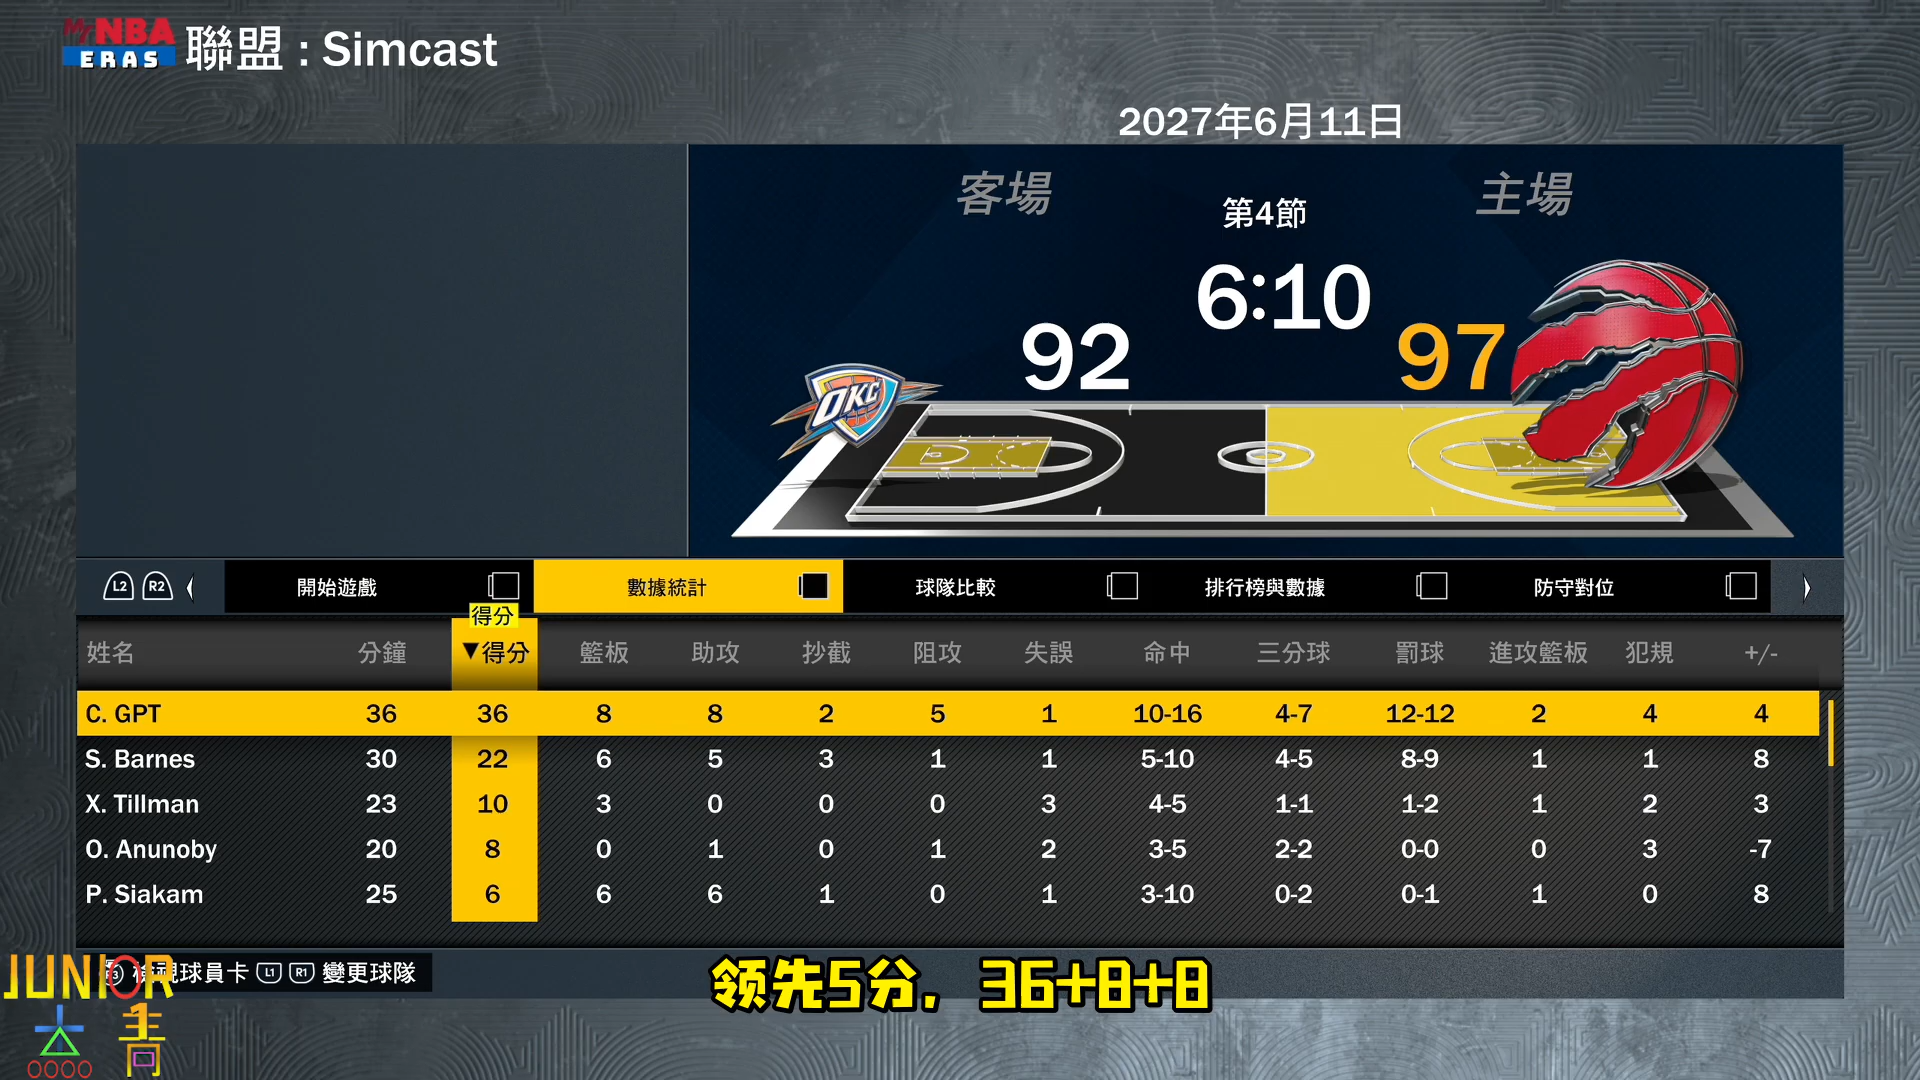 MyNBA
ERAS
聯盟 : Simcast
2027年6月11日
客場
主場
第4節
6:10
92
97
OKC
L2 R2 開始遊戲 數據統計 球隊比較 排行榜與數據 防守對位
得分
姓名 分鐘 ▼得分 籃板 助攻 抄截 阻攻 失誤 命中 三分球 罰球 進攻籃板 犯規 +/-
C. GPT 36 36 8 8 2 5 1 10-16 4-7 12-12 2 4 4
S. Barnes 30 22 6 5 3 1 1 5-10 4-5 8-9 1 1 8
X. Tillman 23 10 3 0 0 0 3 4-5 1-1 1-2 1 2 3
O. Anunoby 20 8 0 1 0 1 2 3-5 2-2 0-0 0 3 -7
P. Siakam 25 6 6 6 1 0 1 3-10 0-2 0-1 1 0 8
檢視球員卡 L1 R1 變更球隊
领先5分, 36+8+8
JUNIOR